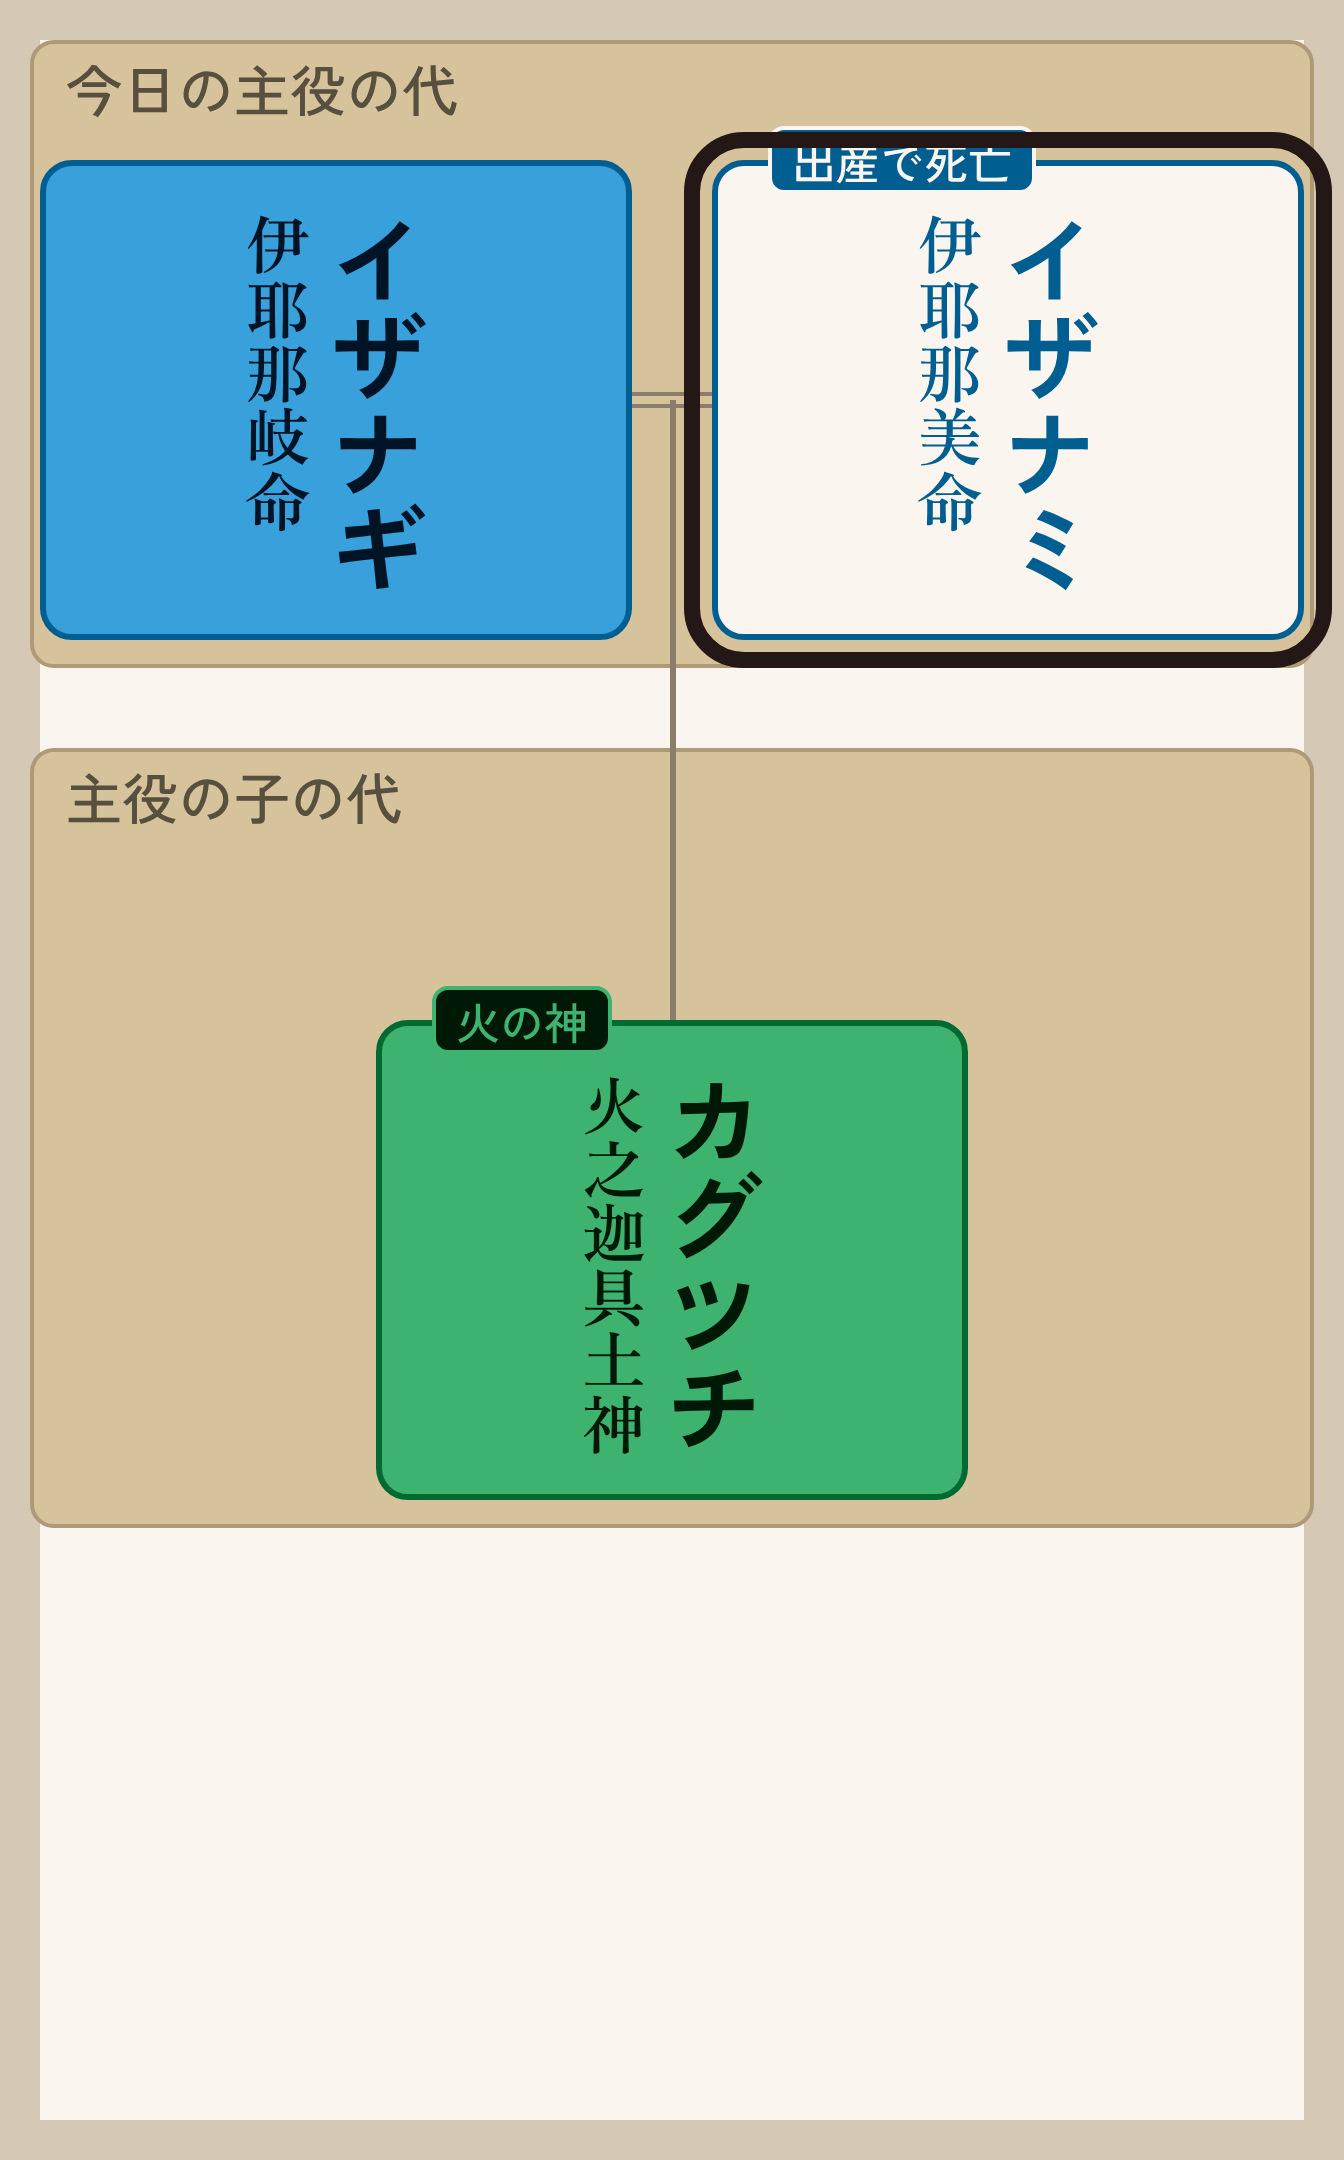 今日の主役の代
イザナギ
伊耶那岐命
出産で死亡
イザナミ
伊耶那美命
主役の子の代
火の神
カグツチ
火之迦具土神